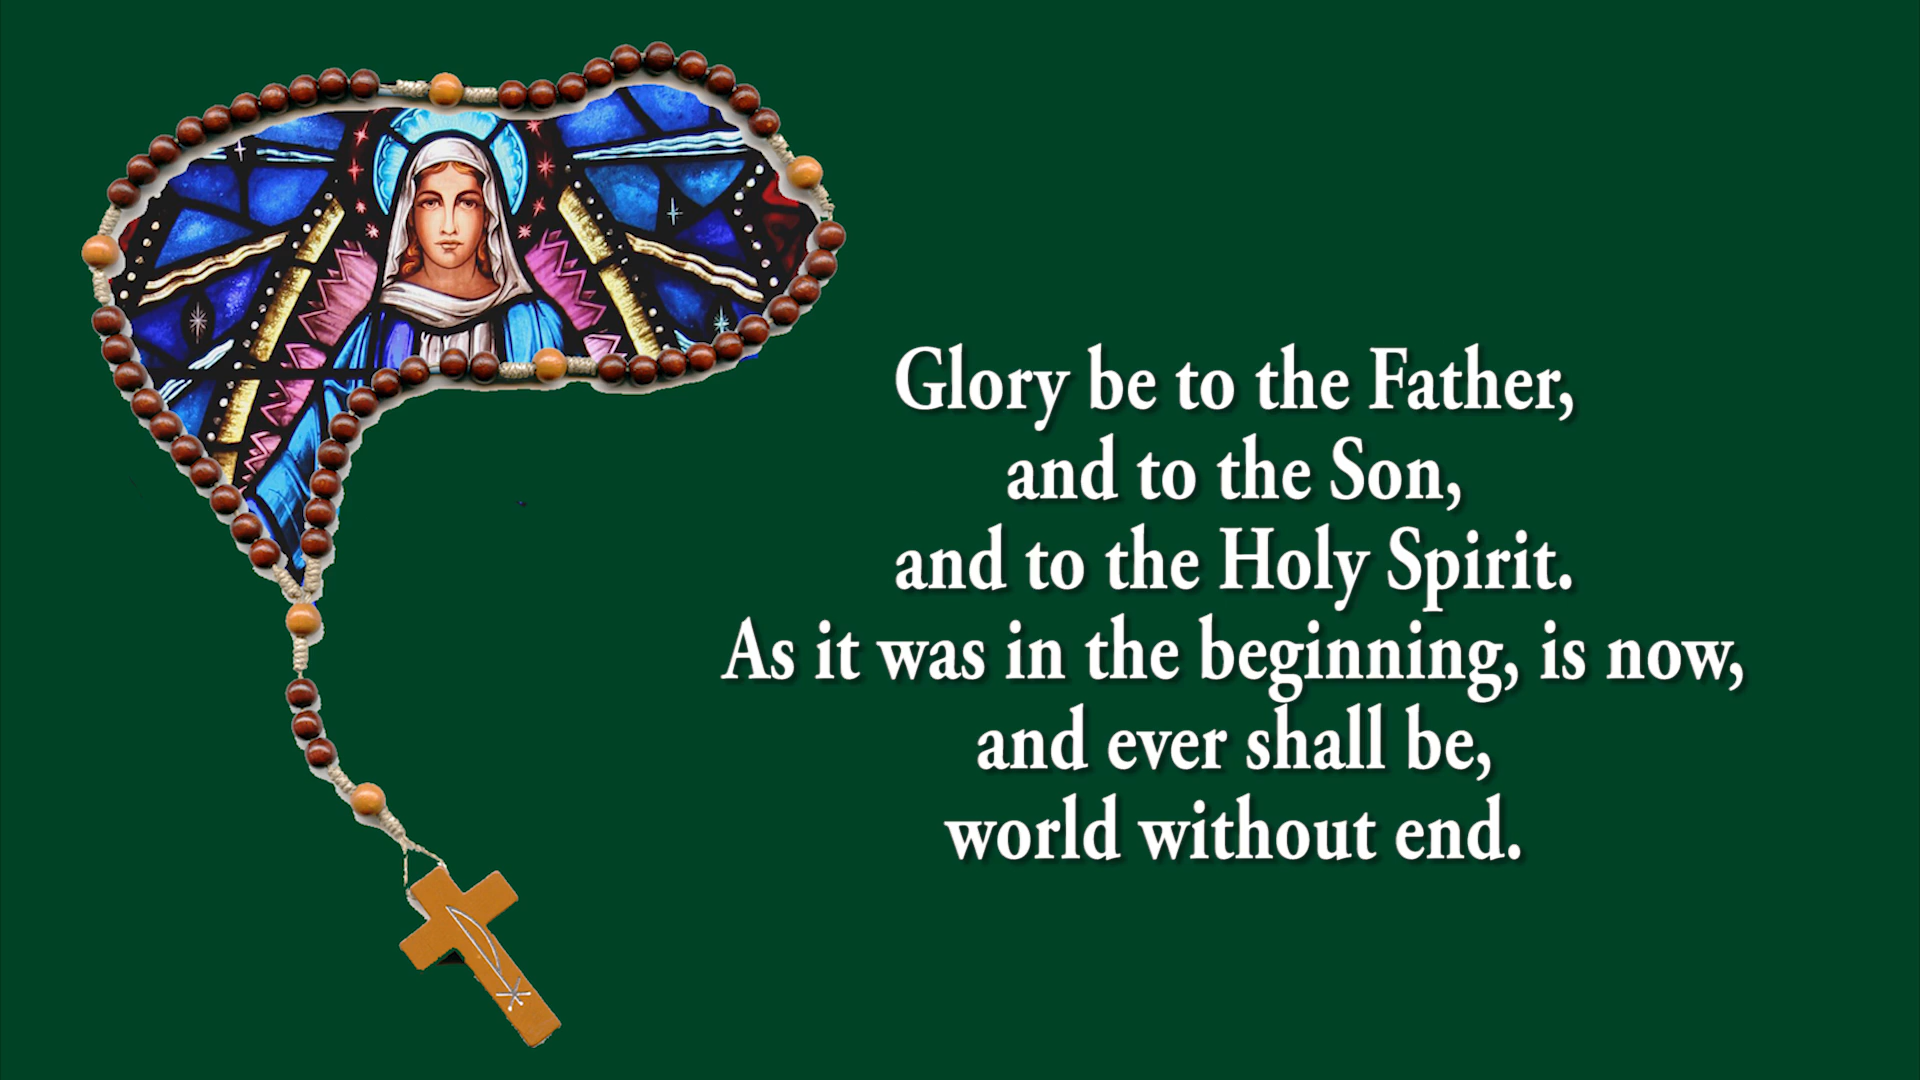 Glory be to the Father,
and to the Son,
and to the Holy Spirit.
As it was in the beginning, is now,
and ever shall be,
world without end.